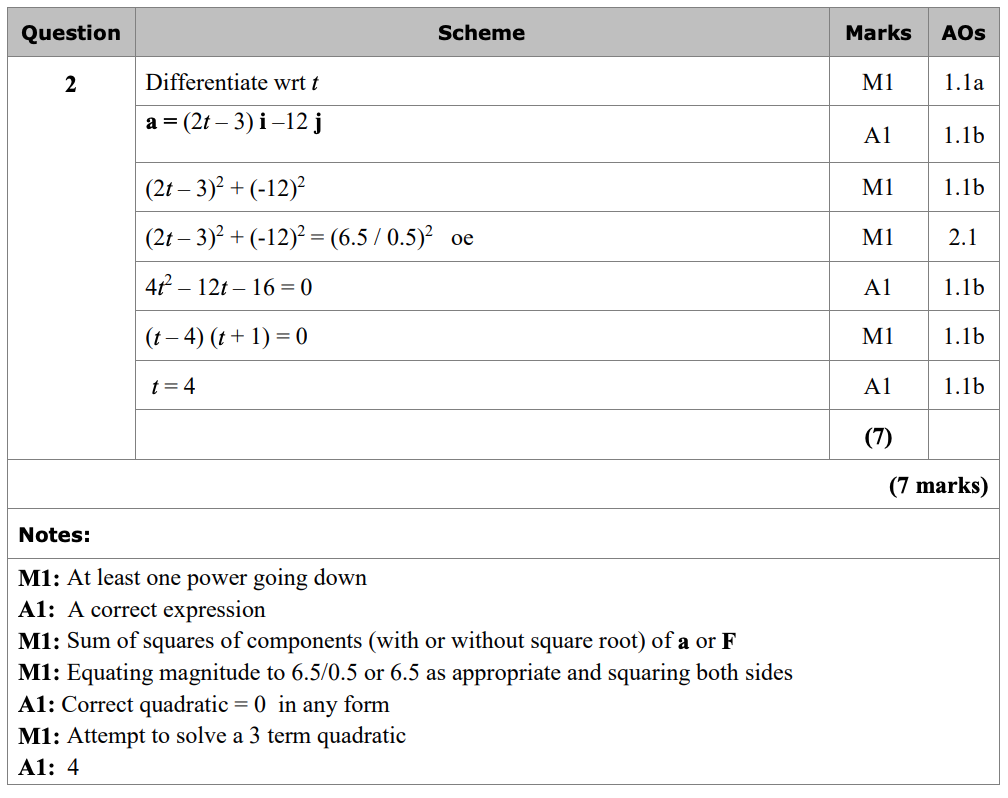 Question Scheme Marks AOs
2 Differentiate wrt t M1 1.1a
a = (2t – 3) i –12 j A1 1.1b
(2t – 3)² + (-12)² M1 1.1b
(2t – 3)² + (-12)² = (6.5 / 0.5)² oe M1 2.1
4t² – 12t – 16 = 0 A1 1.1b
(t – 4) (t + 1) = 0 M1 1.1b
t = 4 A1 1.1b
(7)
(7 marks)
Notes:
M1: At least one power going down
A1: A correct expression
M1: Sum of squares of components (with or without square root) of a or F
M1: Equating magnitude to 6.5/0.5 or 6.5 as appropriate and squaring both sides
A1: Correct quadratic = 0 in any form
M1: Attempt to solve a 3 term quadratic
A1: 4